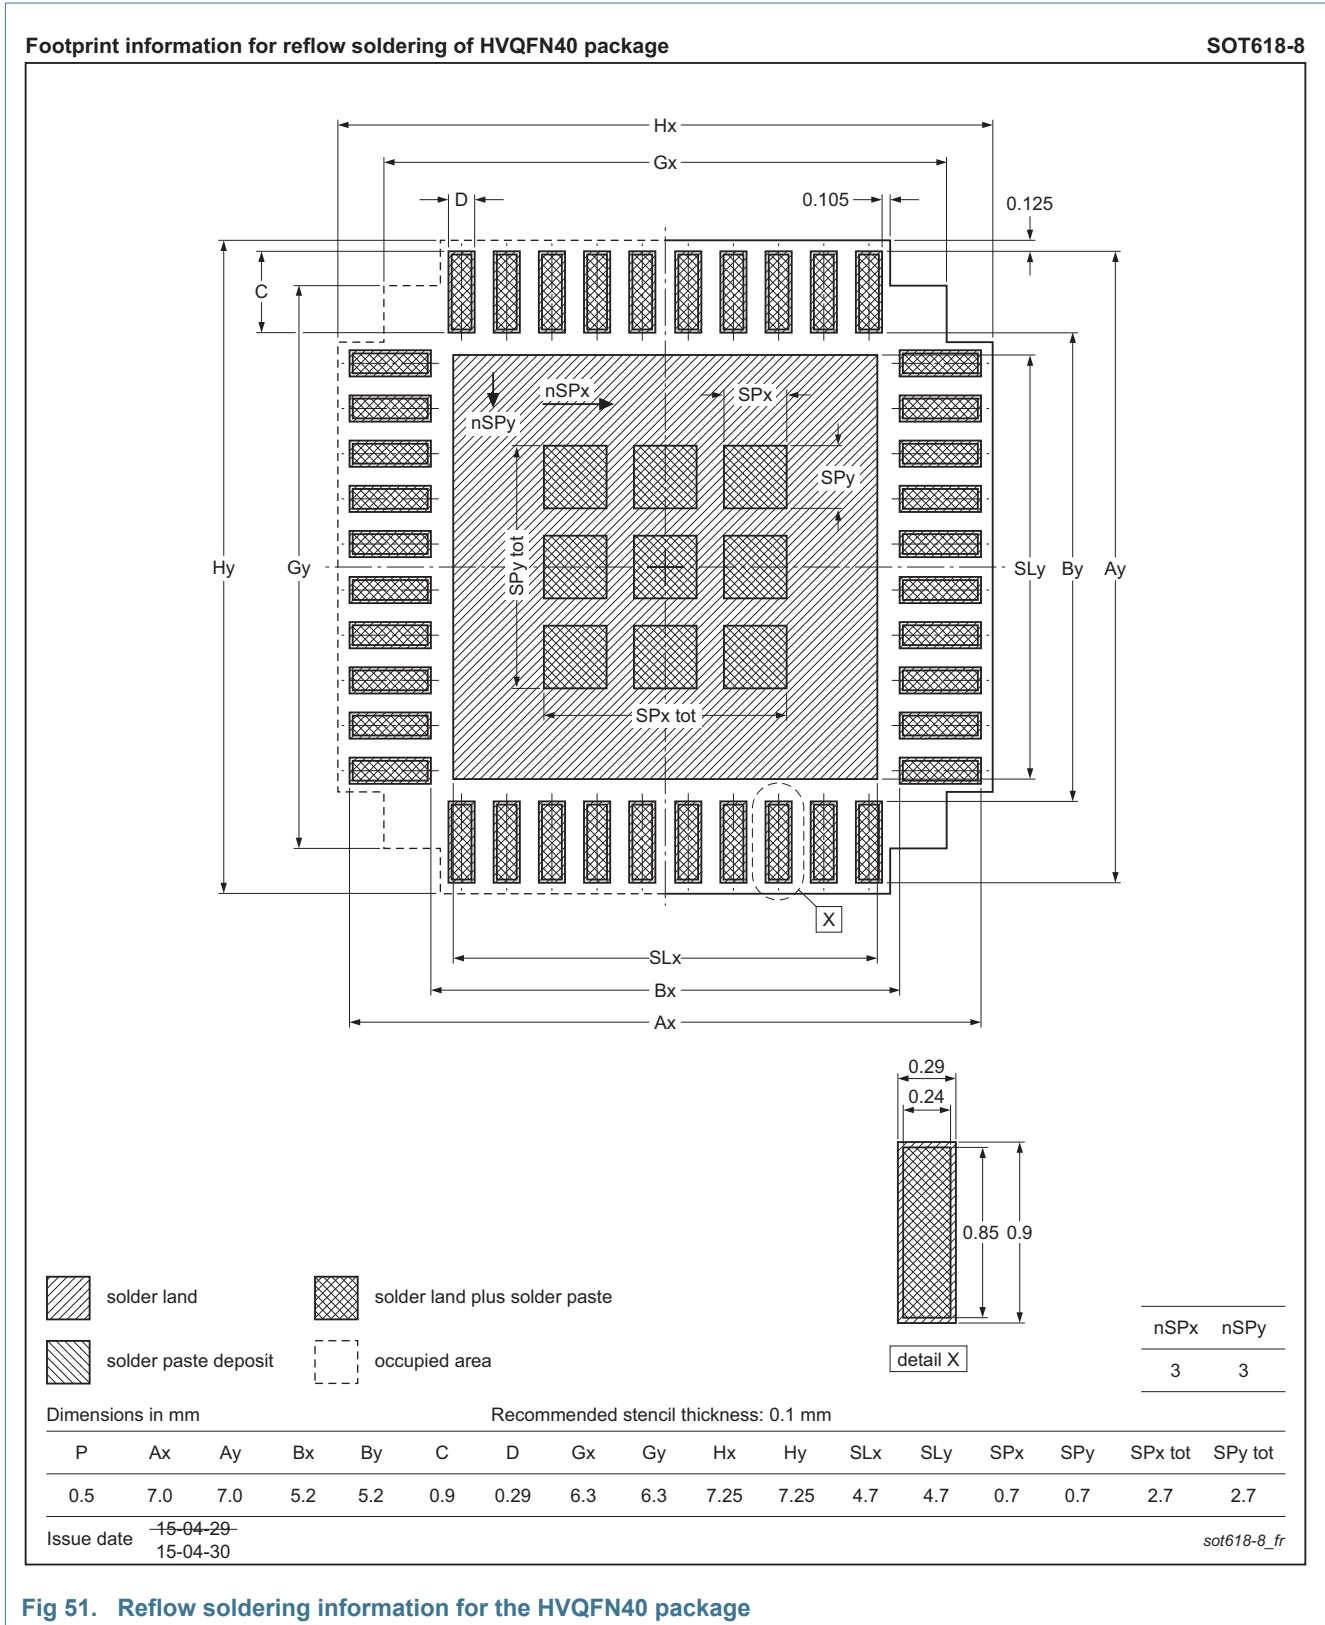 Footprint information for reflow soldering of HVQFN40 package SOT618-8
Hx
Gx
D 0.105 0.125
C
nSPx SPx
nSPy
SPy
SPy tot
Hy Gy SLy By Ay
SPx tot
X
SLx
Bx
Ax
0.29
0.24
0.85 0.9
solder land solder land plus solder paste
nSPx nSPy
solder paste deposit occupied area detail X
3 3
Dimensions in mm Recommended stencil thickness: 0.1 mm
P Ax Ay Bx By C D Gx Gy Hx Hy SLx SLy SPx SPy SPx tot SPy tot
0.5 7.0 7.0 5.2 5.2 0.9 0.29 6.3 6.3 7.25 7.25 4.7 4.7 0.7 0.7 2.7 2.7
Issue date 15-04-29
15-04-30 sot618-8_fr
Fig 51. Reflow soldering information for the HVQFN40 package